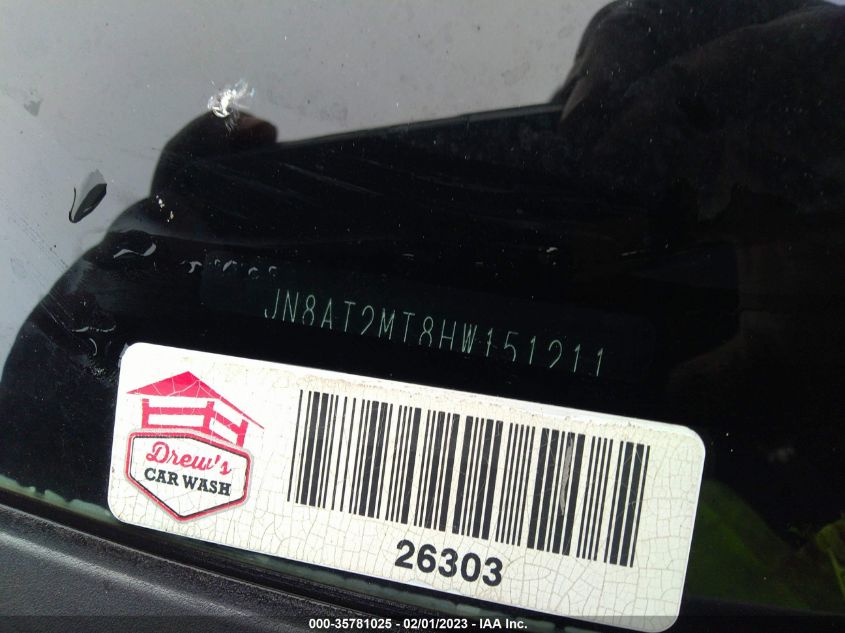 JN8AT2MT8HW151211
Drew's
CAR WASH
26303
000-35781025 - 02/01/2023 - IAA Inc.